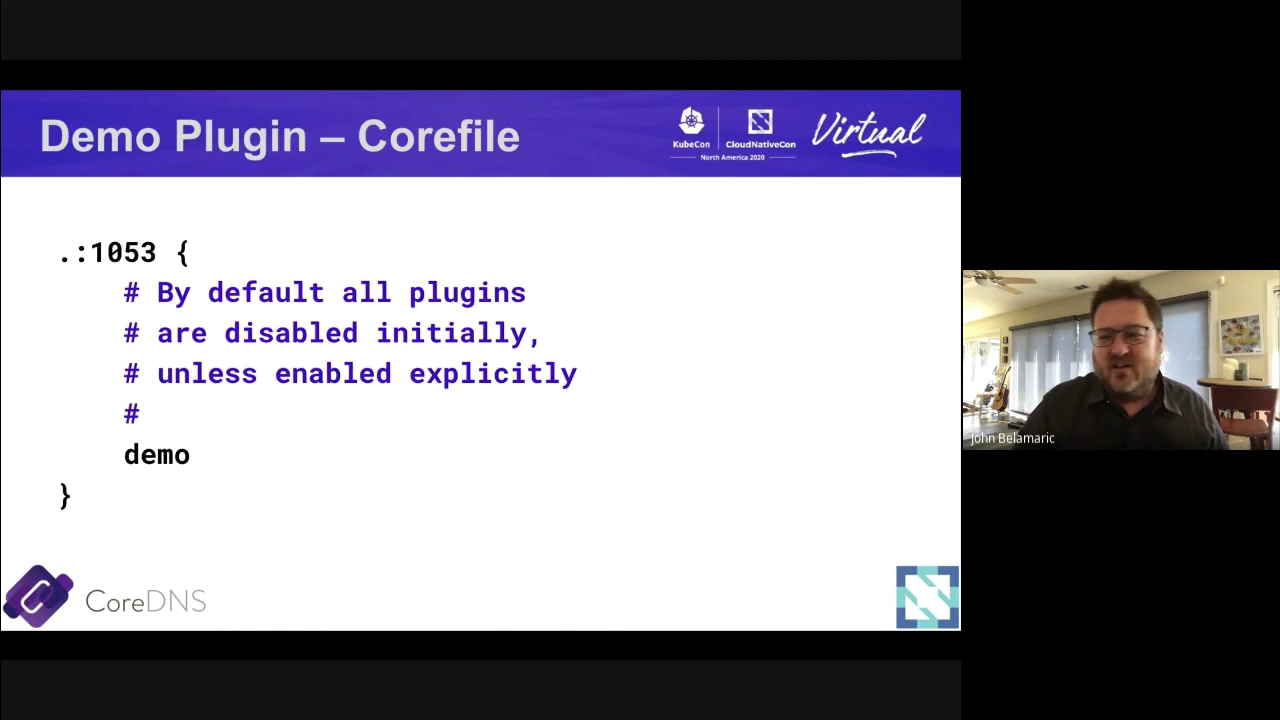 Demo Plugin – Corefile
KubeCon
CloudNativeCon
North America 2020
Virtual
.:1053 {
# By default all plugins
# are disabled initially,
# unless enabled explicitly
#
demo
}
CoreDNS
John Belamaric